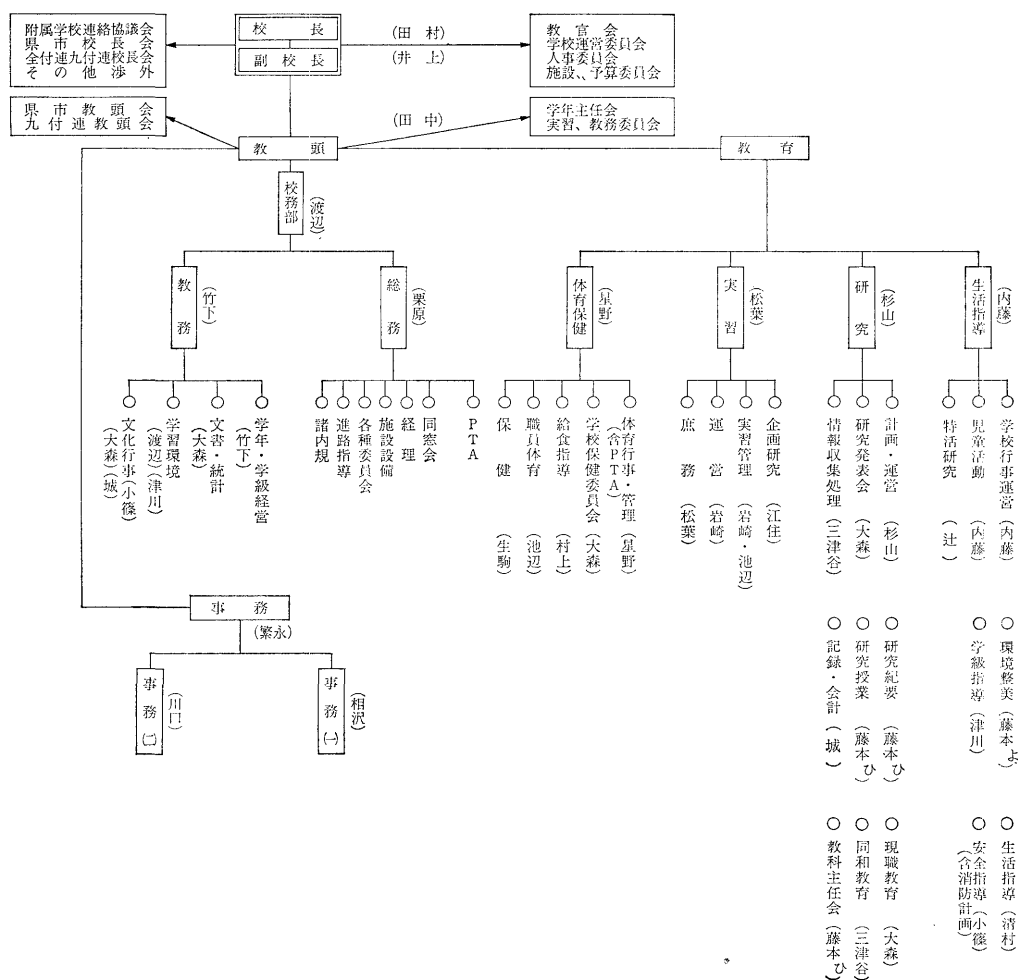 附属学校連絡協議会
県市校長会
全付連九付連校長会
その他渉外
校長
副校長
(田村)
(井上)
教官会
学校運営委員会
人事委員会
施設、予算委員会
県市教頭会
九付連教頭会
(田中)
学年主任会
実習、教務委員会
教頭
教育
校務部
(渡辺)
教務
(竹下)
総務
(栗原)
体育保健
(星野)
実習
(松葉)
研究
(杉山)
生活指導
(内藤)
○学年・学級経営
(竹下)
○文書・統計
(大森)
○学習環境
(渡辺)(津川)
○文化行事(小篠)
(大森)(城)
○PTA
○同窓会
○経理
○施設設備
○各種委員会
○進路指導
○諸内規
○体育行事・管理(星野)
(含PTA)
○学校保健委員会(大森)
○給食指導(村上)
○職員体育(池辺)
○保健(生駒)
○企画研究(江住)
○実習管理(岩崎・池辺)
○運営(岩崎)
○庶務(松葉)
○計画・運営(杉山)
○研究発表会(大森)
○情報収集処理(三津谷)
○研究紀要(藤本ひ)
○研究授業(藤本ひ)
○記録・会計(城)
○現職教育(大森)
○同和教育(三津谷)
○教科主任会(藤本ひ)
○学校行事運営(内藤)
○児童活動(内藤)
○特活研究(辻)
○環境整美(藤本よ)
○学級指導(津川)
○生活指導(清村)
○安全指導(小篠)
(含消防計画)
事務
(繁永)
事務(一)
(相沢)
事務(二)
(川口)